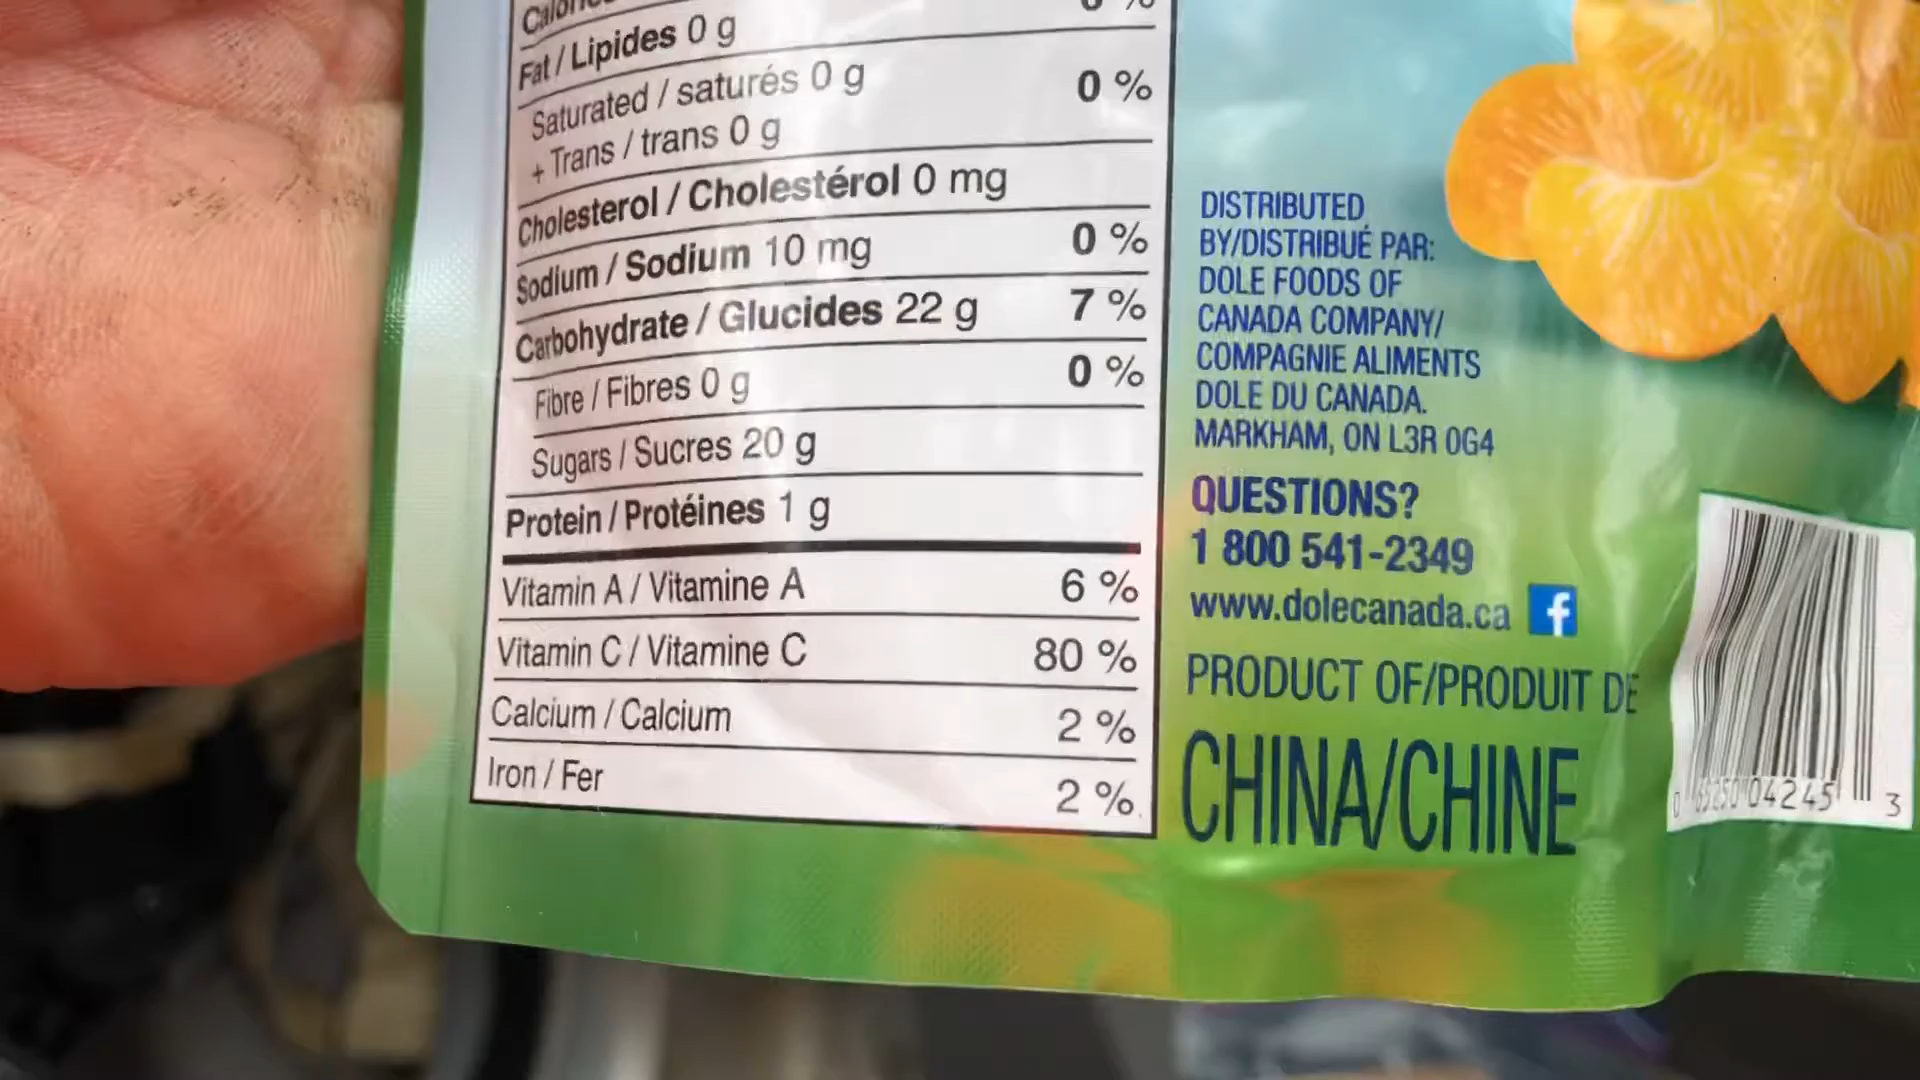 Fat / Lipides 0 g
Saturated / saturés 0 g
+ Trans / trans 0 g
0 %
Cholesterol / Cholestérol 0 mg
Sodium / Sodium 10 mg
0 %
Carbohydrate / Glucides 22 g
7 %
Fibre / Fibres 0 g
0 %
Sugars / Sucres 20 g
Protein / Protéines 1 g
Vitamin A / Vitamine A
6 %
Vitamin C / Vitamine C
80 %
Calcium / Calcium
2 %
Iron / Fer
2 %
DISTRIBUTED
BY/DISTRIBUÉ PAR:
DOLE FOODS OF
CANADA COMPANY/
COMPAGNIE ALIMENTS
DOLE DU CANADA.
MARKHAM, ON L3R 0G4
QUESTIONS?
1 800 541-2349
www.dolecanada.ca f
PRODUCT OF/PRODUIT DE
CHINA/CHINE
04245 3